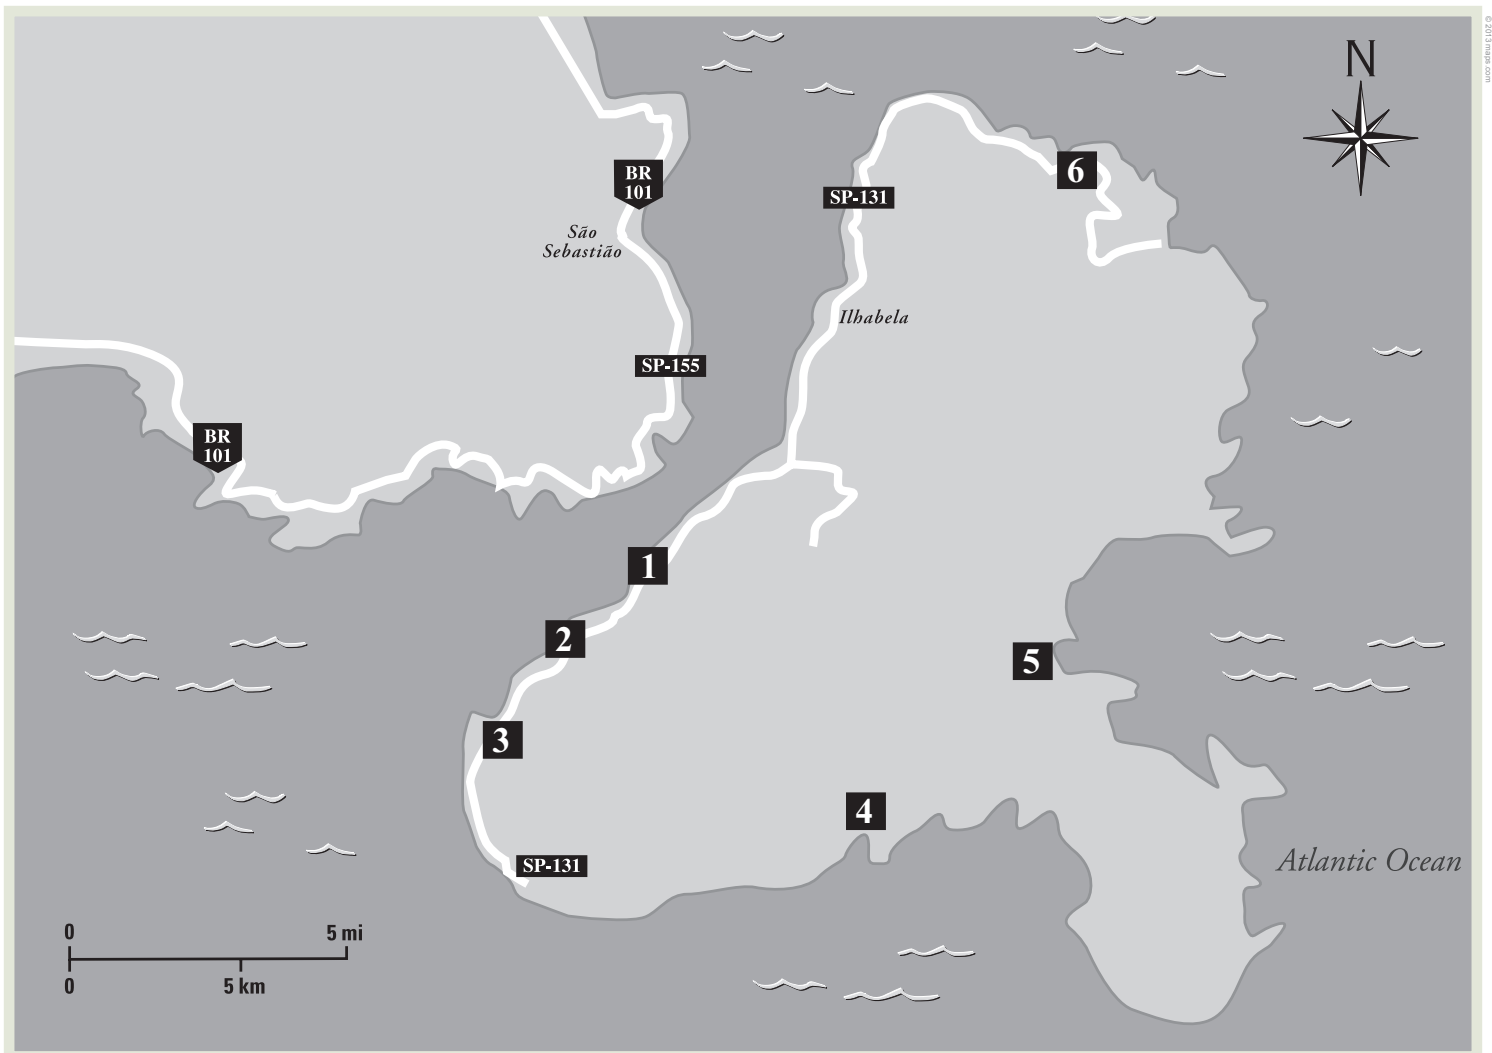 © 2013 maps.com
N
BR
101
6
SP-131
São
Sebastião
Ilhabela
SP-155
BR
101
1
2
5
3
4
SP-131
Atlantic Ocean
0 5 mi
0 5 km